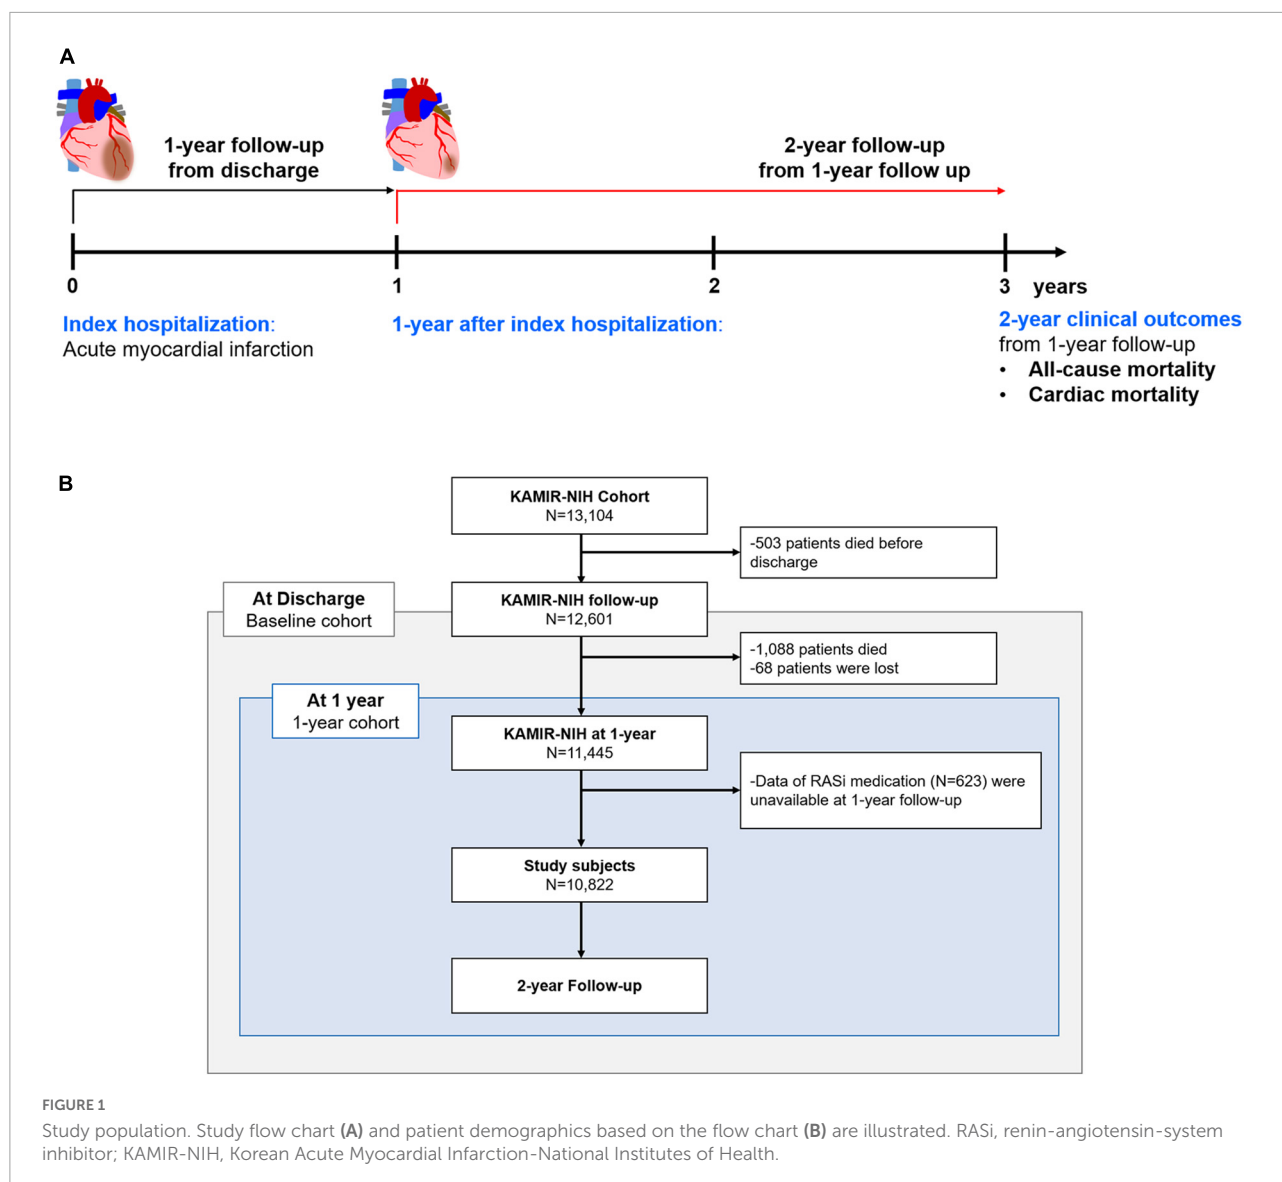 A
1-year follow-up
from discharge
2-year follow-up
from 1-year follow up
0
1
2
3 years
Index hospitalization:
Acute myocardial infarction
1-year after index hospitalization:
2-year clinical outcomes
from 1-year follow-up
• All-cause mortality
• Cardiac mortality
B
KAMIR-NIH Cohort
N=13,104
-503 patients died before
discharge
At Discharge
Baseline cohort
KAMIR-NIH follow-up
N=12,601
-1,088 patients died
-68 patients were lost
At 1 year
1-year cohort
KAMIR-NIH at 1-year
N=11,445
-Data of RASi medication (N=623) were
unavailable at 1-year follow-up
Study subjects
N=10,822
2-year Follow-up
FIGURE 1
Study population. Study flow chart (A) and patient demographics based on the flow chart (B) are illustrated. RASi, renin-angiotensin-system
inhibitor; KAMIR-NIH, Korean Acute Myocardial Infarction-National Institutes of Health.